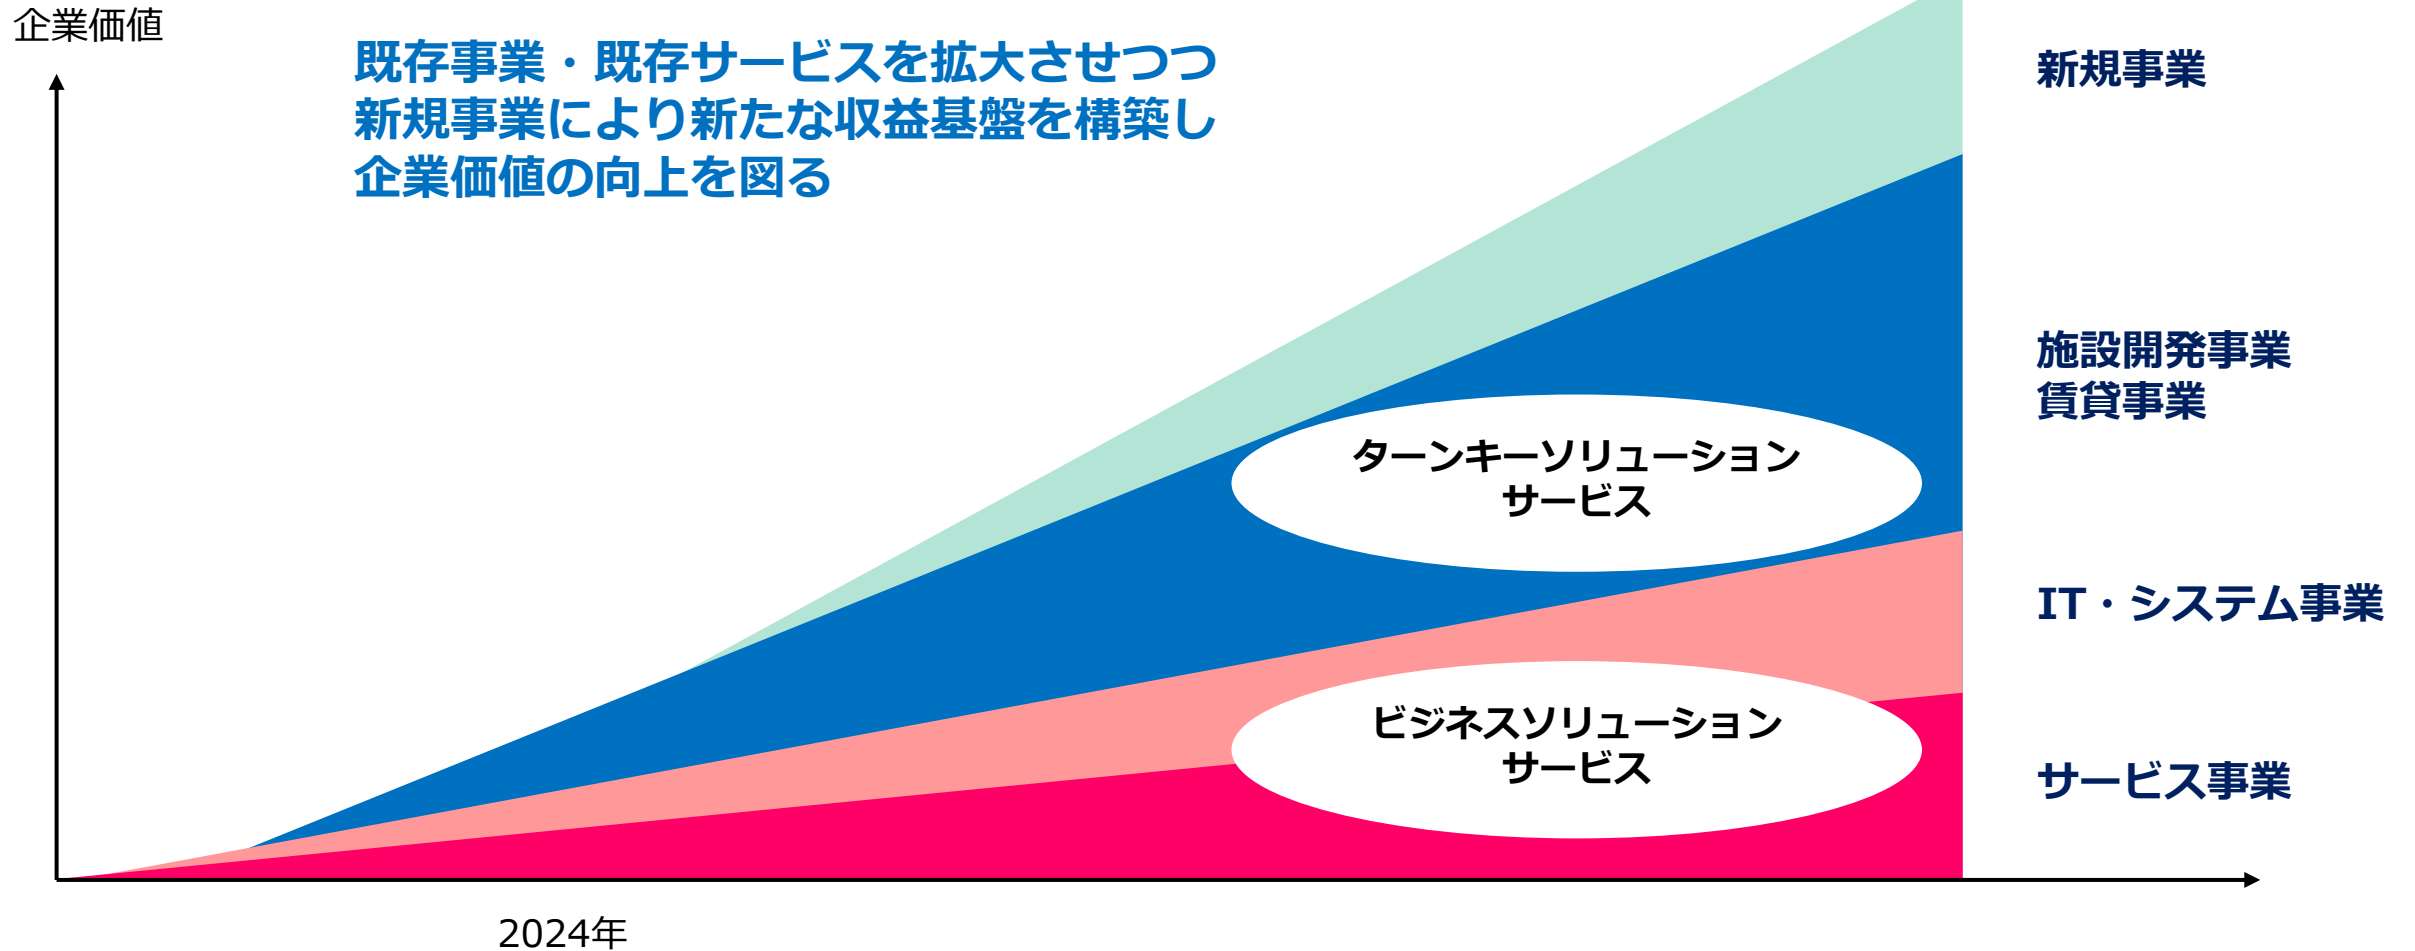 企業価値
既存事業・既存サービスを拡大させつつ
新規事業により新たな収益基盤を構築し
企業価値の向上を図る
新規事業
施設開発事業
賃貸事業
ターンキーソリューション
サービス
IT・システム事業
ビジネスソリューション
サービス
サービス事業
2024年